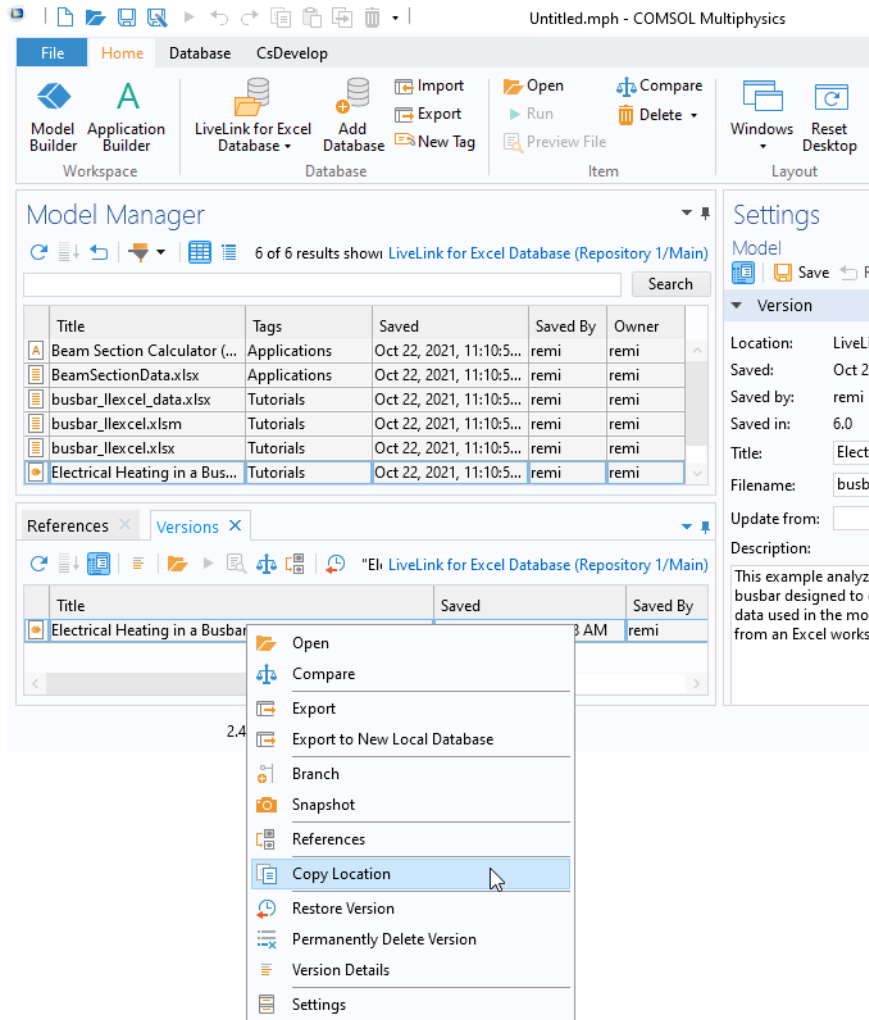 Untitled.mph - COMSOL Multiphysics
File Home Database CsDevelop
Model Builder
Application Builder
Workspace
LiveLink for Excel Database
Add Database
Import
Export
New Tag
Database
Open
Run
Preview File
Compare
Delete
Item
Windows
Reset Desktop
Layout
Model Manager
6 of 6 results LiveLink for Excel Database (Repository 1/Main)
Search
Title Tags Saved Saved By Owner
A Beam Section Calculator (... Applications Oct 22, 2021, 11:10:5... remi remi
BeamSectionData.xlsx Applications Oct 22, 2021, 11:10:5... remi remi
busbar_llexcel_data.xlsx Tutorials Oct 22, 2021, 11:10:5... remi remi
busbar_llexcel.xlsm Tutorials Oct 22, 2021, 11:10:5... remi remi
busbar_llexcel.xlsx Tutorials Oct 22, 2021, 11:10:5... remi remi
Electrical Heating in a Bus... Tutorials Oct 22, 2021, 11:10:5... remi remi
References Versions
LiveLink for Excel Database (Repository 1/Main)
Title Saved Saved By
Electrical Heating in a Busbar AM remi
2.4
Open
Compare
Export
Export to New Local Database
Branch
Snapshot
References
Copy Location
Restore Version
Permanently Delete Version
Version Details
Settings
Settings
Model
Save
Version
Location: LiveLi
Saved: Oct 2
Saved by: remi
Saved in: 6.0
Title: Elect
Filename: busb
Update from:
Description:
This example analyz
busbar designed to
data used in the mo
from an Excel works